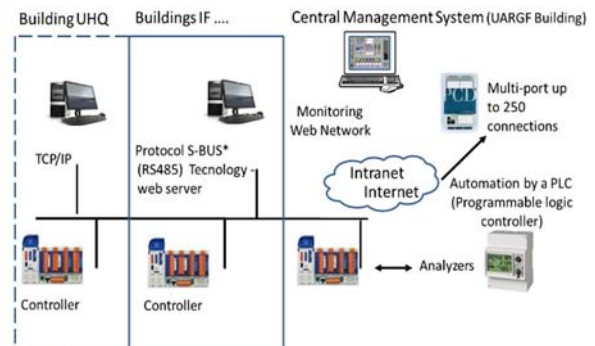 Building UHQ
Buildings IF ....
Central Management System (UARGF Building)
Monitoring
Web Network
PCD
Multi-port up
to 250
connections
TCP/IP
Protocol S-BUS*
(RS485) Tecnology -
web server
Intranet
Internet
Automation by a PLC
(Programmable logic
controller)
Controller
Controller
Analyzers